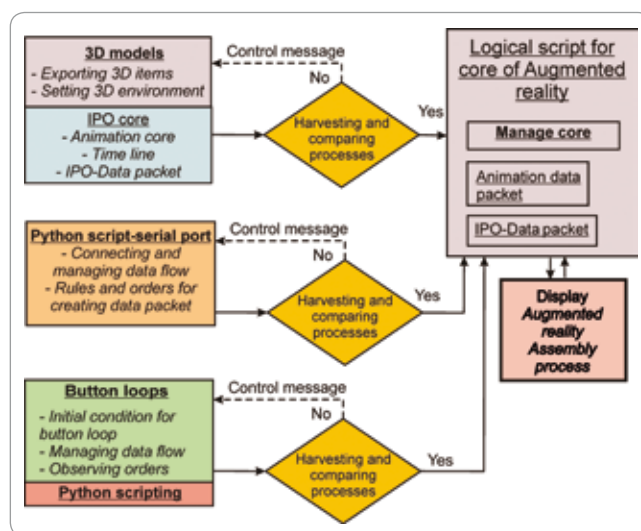 3D models
- Exporting 3D items
- Setting 3D environment
IPO core
- Animation core
- Time line
- IPO-Data packet
Control message
No
Harvesting and
comparing
processes
Yes
Logical script for
core of Augmented
reality
Manage core
Animation data
packet
IPO-Data packet
Python script-serial port
- Connecting and
managing data flow
- Rules and orders for
creating data packet
Control message
No
Harvesting and
comparing
processes
Yes
Display
Augmented
reality
Assembly
process
Button loops
- Initial condition for
button loop
- Managing data flow
- Observing orders
Python scripting
Control message
No
Harvesting and
comparing
processes
Yes